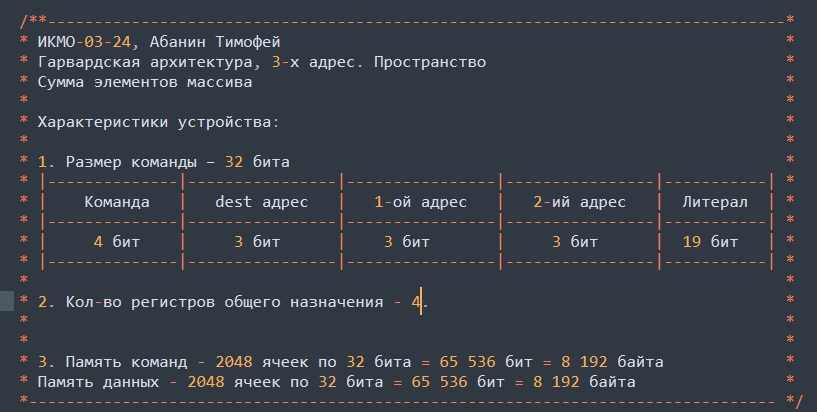 /**--------------------------------------------------------------------------------*
* ИКМО-03-24, Абанин Тимофей *
* Гарвардская архитектура, 3-х адрес. Пространство *
* Сумма элементов массива *
* *
* Характеристики устройства: *
* *
* 1. Размер команды – 32 бита *
* |--------------|----------------|----------------|----------------|-----------| *
* | Команда | dest адрес | 1-ой адрес | 2-ий адрес | Литерал | *
* |--------------|----------------|----------------|----------------|-----------| *
* | 4 бит | 3 бит | 3 бит | 3 бит | 19 бит | *
* |--------------|----------------|----------------|----------------|-----------| *
* *
* 2. Кол-во регистров общего назначения - 4. *
* *
* *
* 3. Память команд - 2048 ячеек по 32 бита = 65 536 бит = 8 192 байта *
* Память данных - 2048 ячеек по 32 бита = 65 536 бит = 8 192 байта *
*--------------------------------------------------------------------------------- */